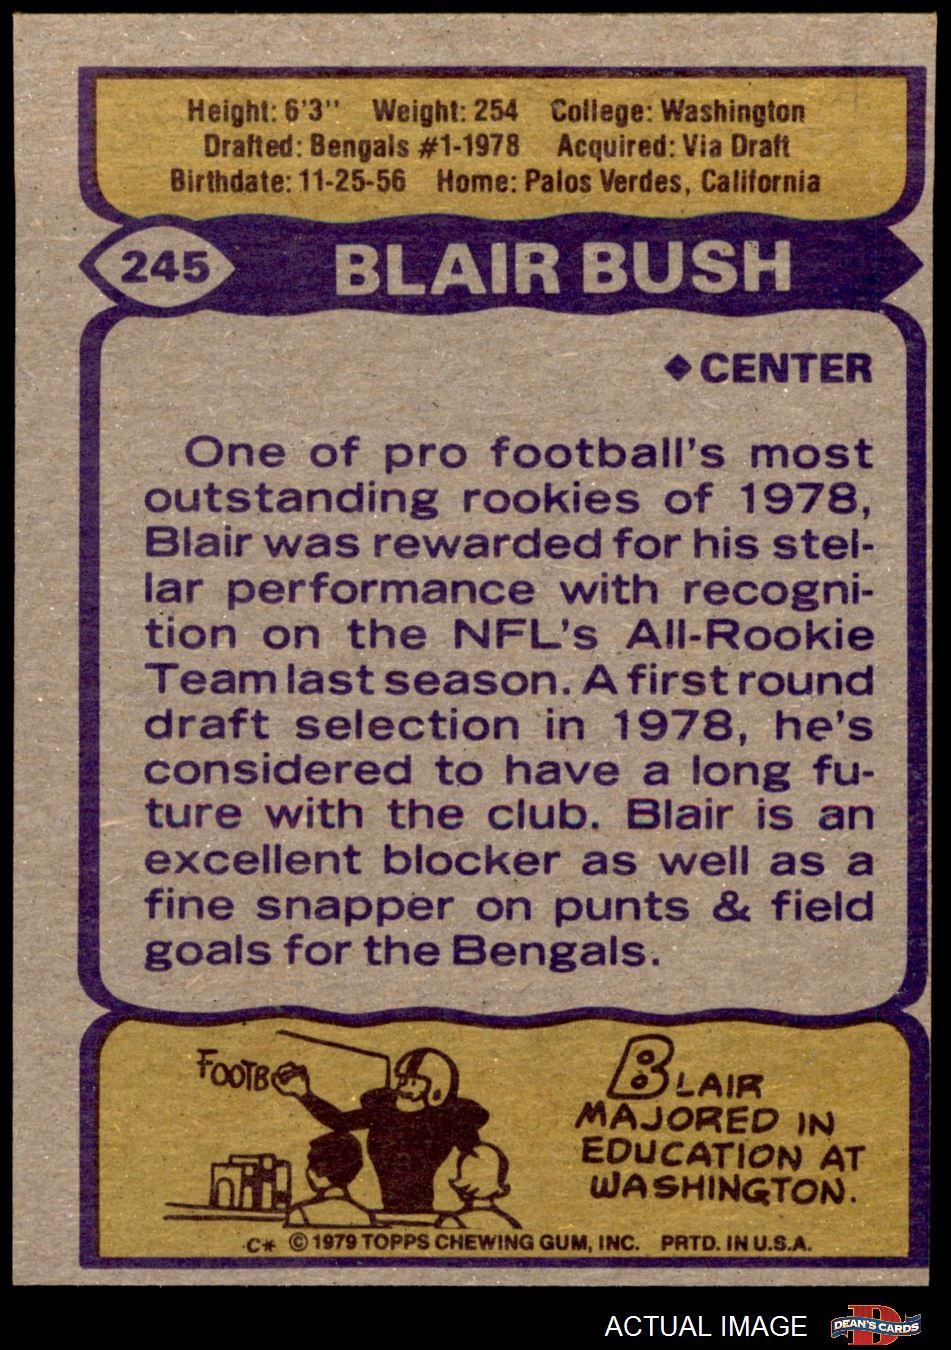 Height: 6'3'' Weight: 254 College: Washington
Drafted: Bengals #1-1978 Acquired: Via Draft
Birthdate: 11-25-56 Home: Palos Verdes, California
245 BLAIR BUSH
◆ CENTER
One of pro football's most
outstanding rookies of 1978,
Blair was rewarded for his stel-
lar performance with recogni-
tion on the NFL's All-Rookie
Team last season. A first round
draft selection in 1978, he's
considered to have a long fu-
ture with the club. Blair is an
excellent blocker as well as a
fine snapper on punts & field
goals for the Bengals.
FOOTB
BLAIR
MAJORED IN
EDUCATION AT
WASHINGTON.
C* © 1979 TOPPS CHEWING GUM, INC. PRTD. IN U.S.A.
ACTUAL IMAGE
D
DEAN'S CARDS